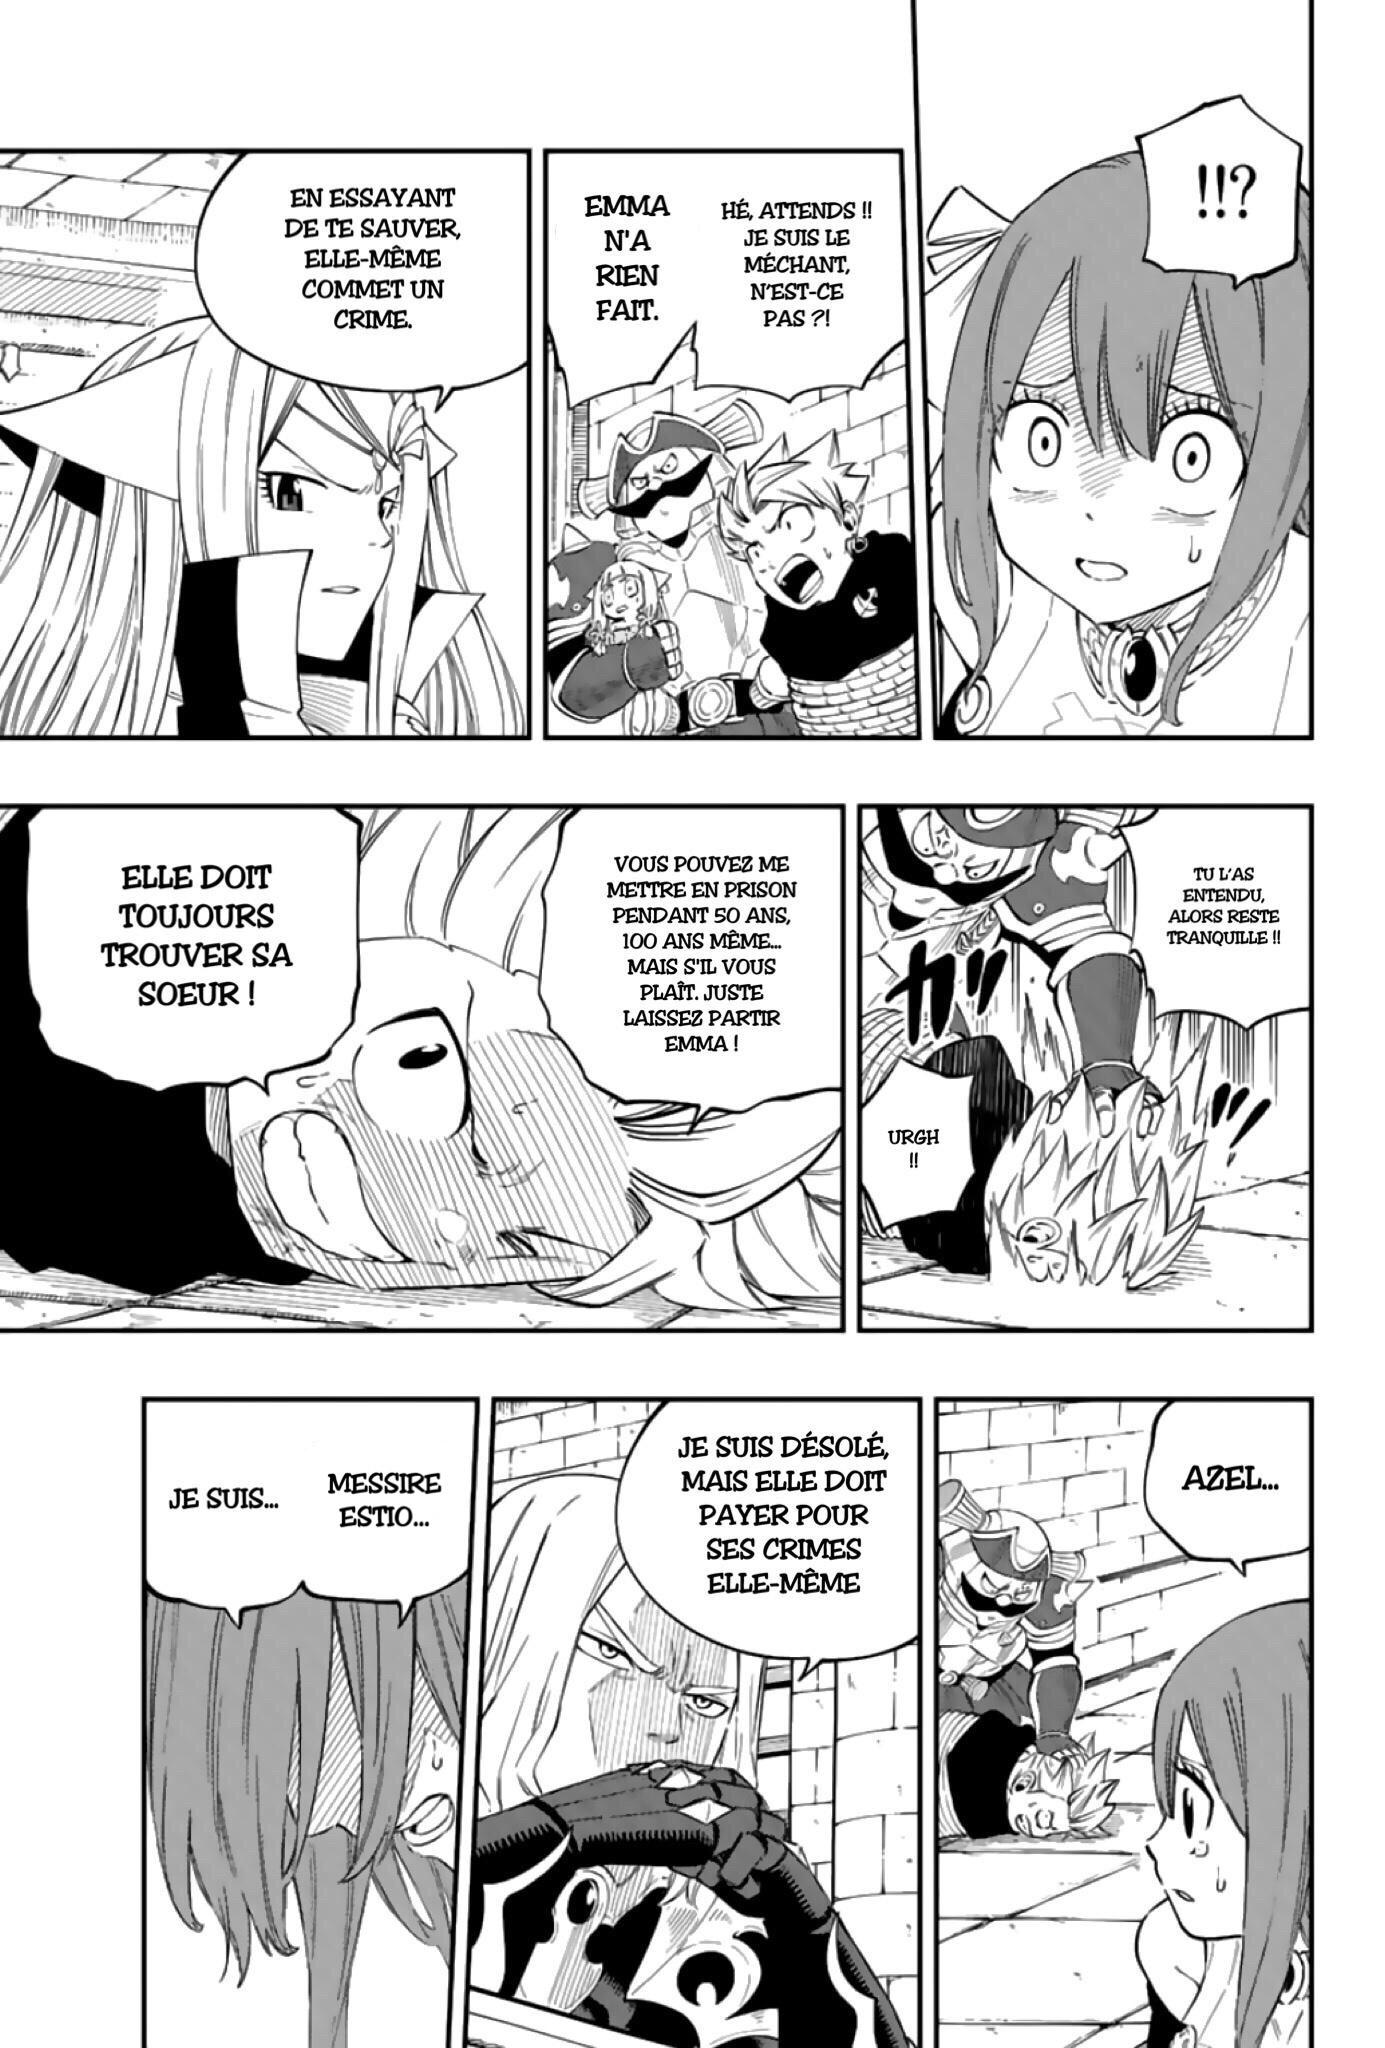 !!?
HÉ, ATTENDS !!
JE SUIS LE
MÉCHANT,
N'EST-CE
PAS ?!
EMMA
N'A
RIEN
FAIT.
EN ESSAYANT
DE TE SAUVER,
ELLE-MÊME
COMMET UN
CRIME.
TU L'AS
ENTENDU,
ALORS RESTE
TRANQUILLE !!
ガッ
URGH
!!
VOUS POUVEZ ME
METTRE EN PRISON
PENDANT 50 ANS,
100 ANS MÊME...
MAIS S'IL VOUS
PLAÎT. JUSTE
LAISSEZ PARTIR
EMMA !
ELLE DOIT
TOUJOURS
TROUVER SA
SOEUR !
AZEL...
JE SUIS DÉSOLÉ,
MAIS ELLE DOIT
PAYER POUR
SES CRIMES
ELLE-MÊME
MESSIRE
ESTIO...
JE SUIS...